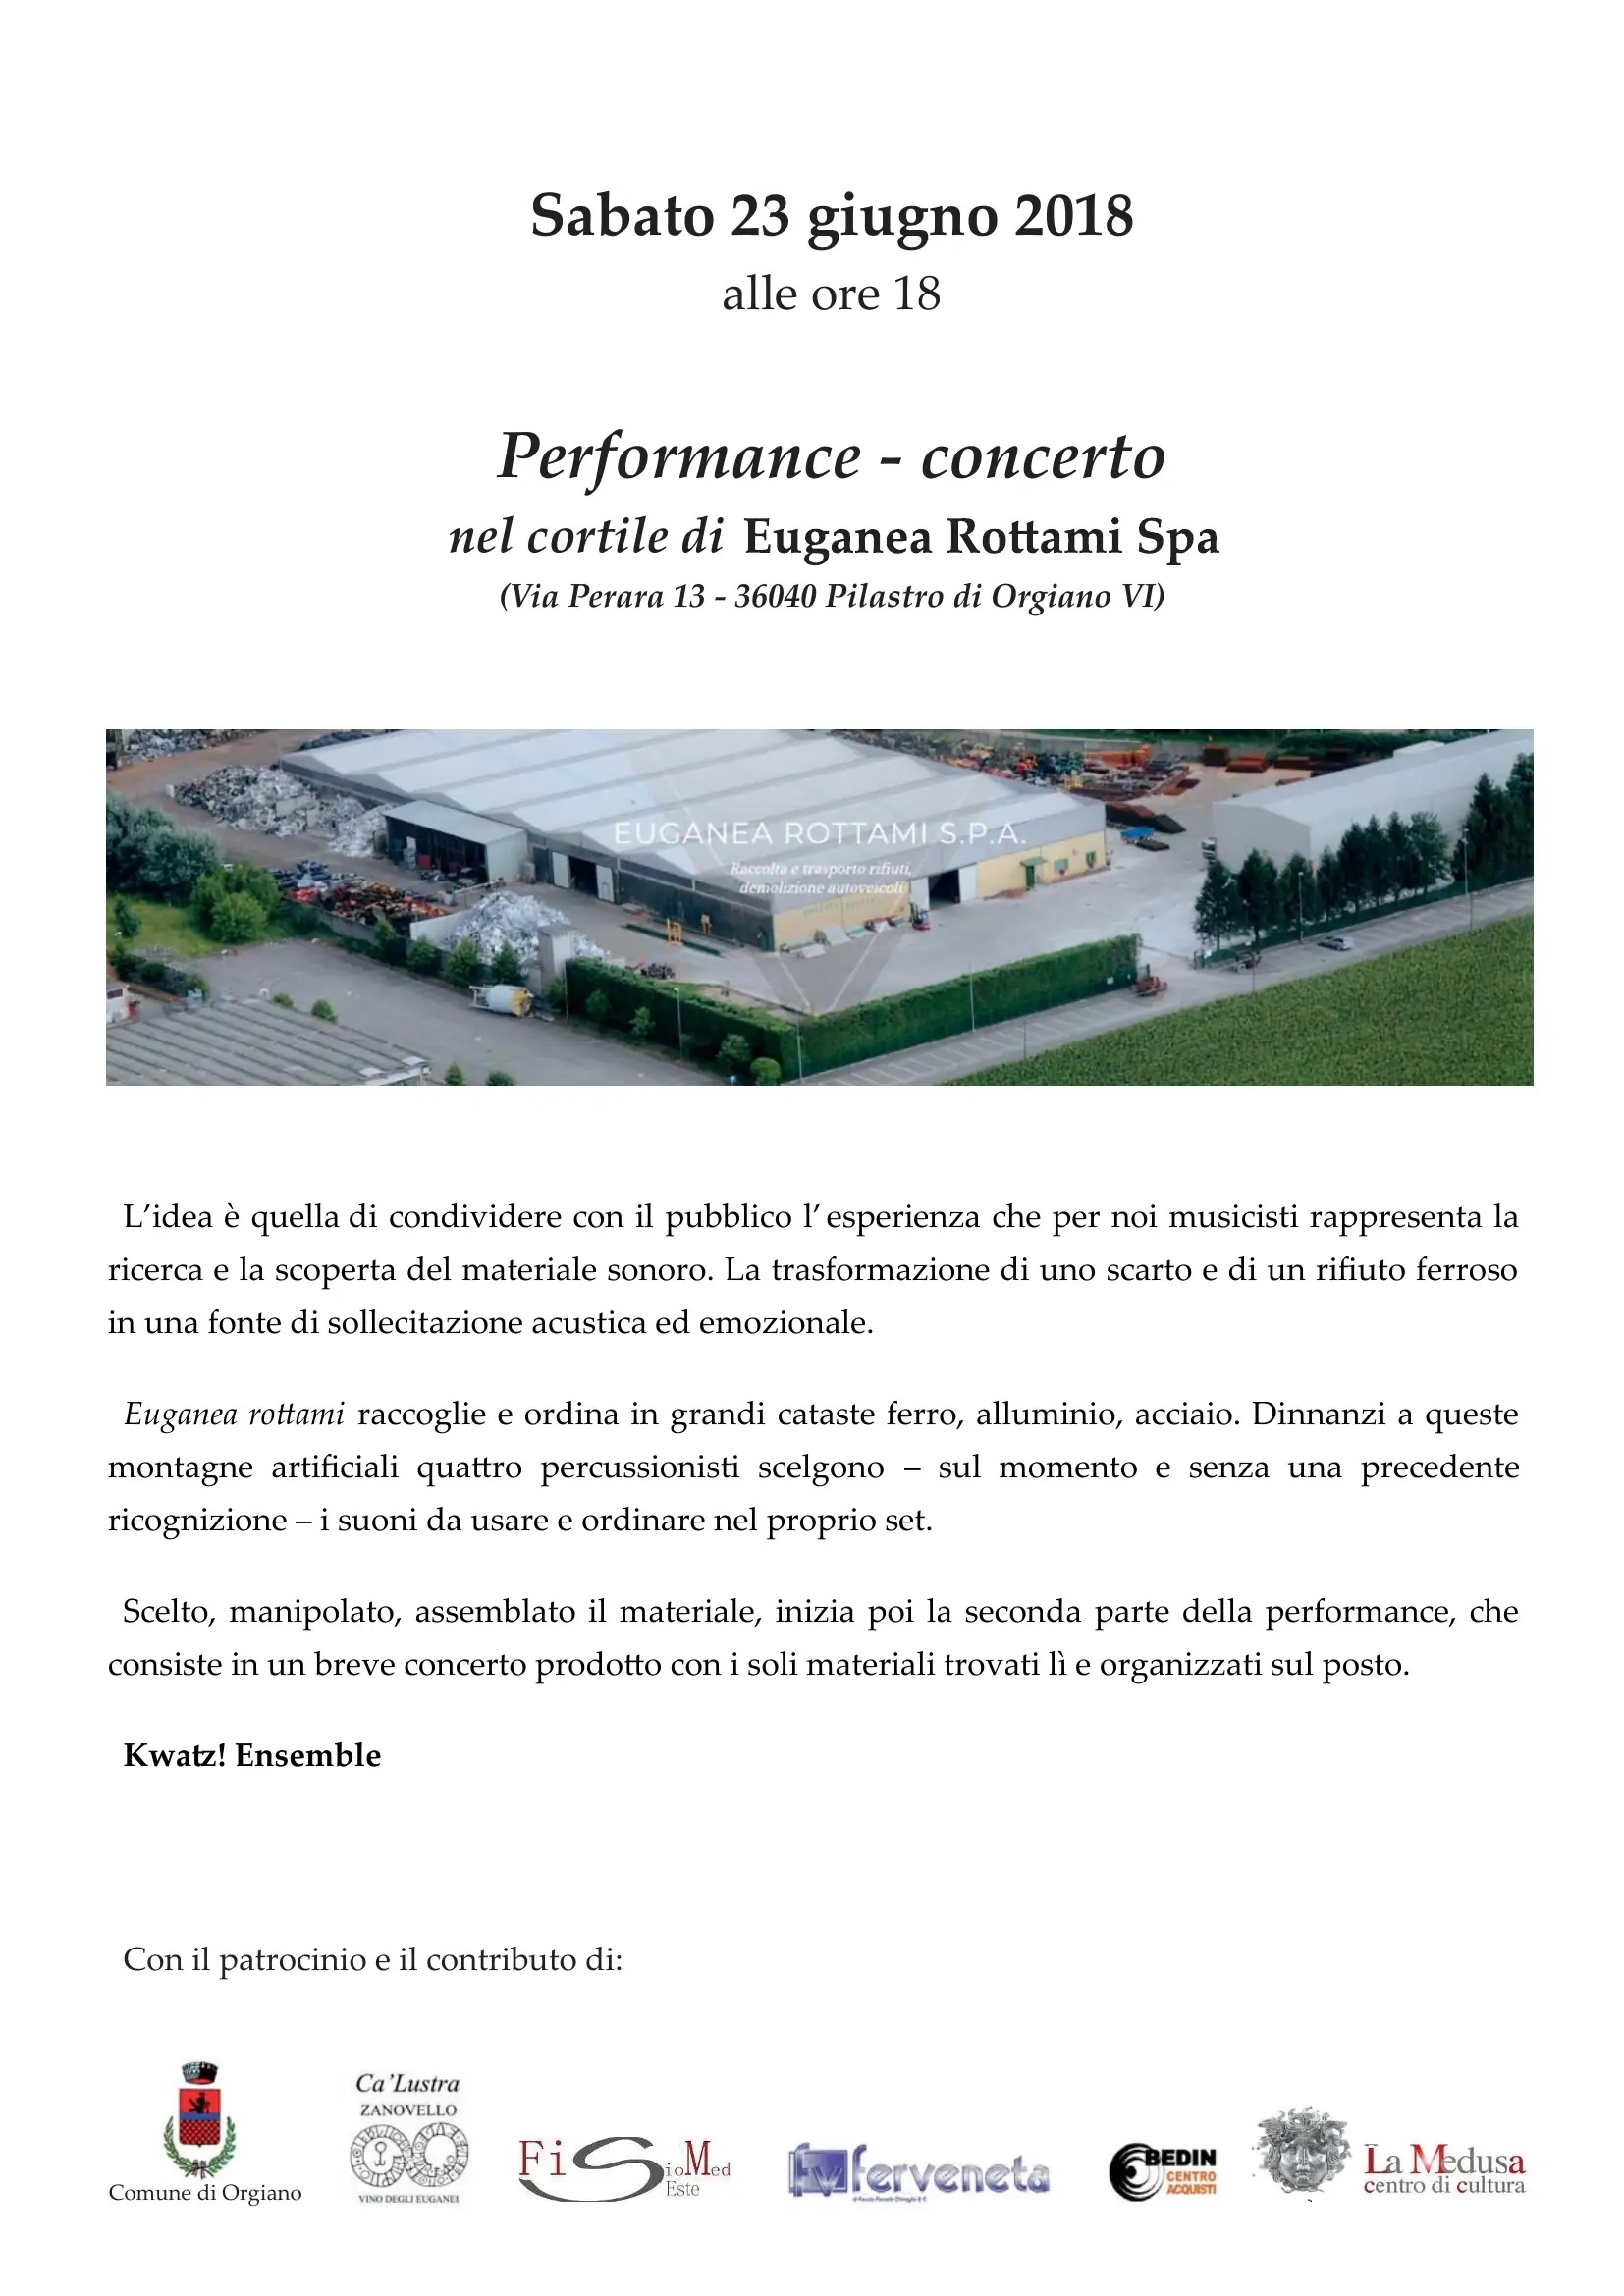 Sabato 23 giugno 2018
alle ore 18
Performance - concerto
nel cortile di Euganea Rottami Spa
(Via Perara 13 - 36040 Pilastro di Orgiano VI)
EUGANEA ROTTAMI S.P.A.
Raccolta e trasporto rifiuti,
demolizione autoveicoli
L’idea è quella di condividere con il pubblico l’esperienza che per noi musicisti rappresenta la
ricerca e la scoperta del materiale sonoro. La trasformazione di uno scarto e di un rifiuto ferroso
in una fonte di sollecitazione acustica ed emozionale.
Euganea rottami raccoglie e ordina in grandi cataste ferro, alluminio, acciaio. Dinnanzi a queste
montagne artificiali quattro percussionisti scelgono – sul momento e senza una precedente
ricognizione – i suoni da usare e ordinare nel proprio set.
Scelto, manipolato, assemblato il materiale, inizia poi la seconda parte della performance, che
consiste in un breve concerto prodotto con i soli materiali trovati lì e organizzati sul posto.
Kwatz! Ensemble
Con il patrocinio e il contributo di:
Comune di Orgiano
Ca'Lustra
ZANOVELLO
VINO DEGLI EUGANEI
FiSioMed
Este
fv ferveneta
BEDIN
CENTRO
ACQUISTI
La Medusa
centro di cultura